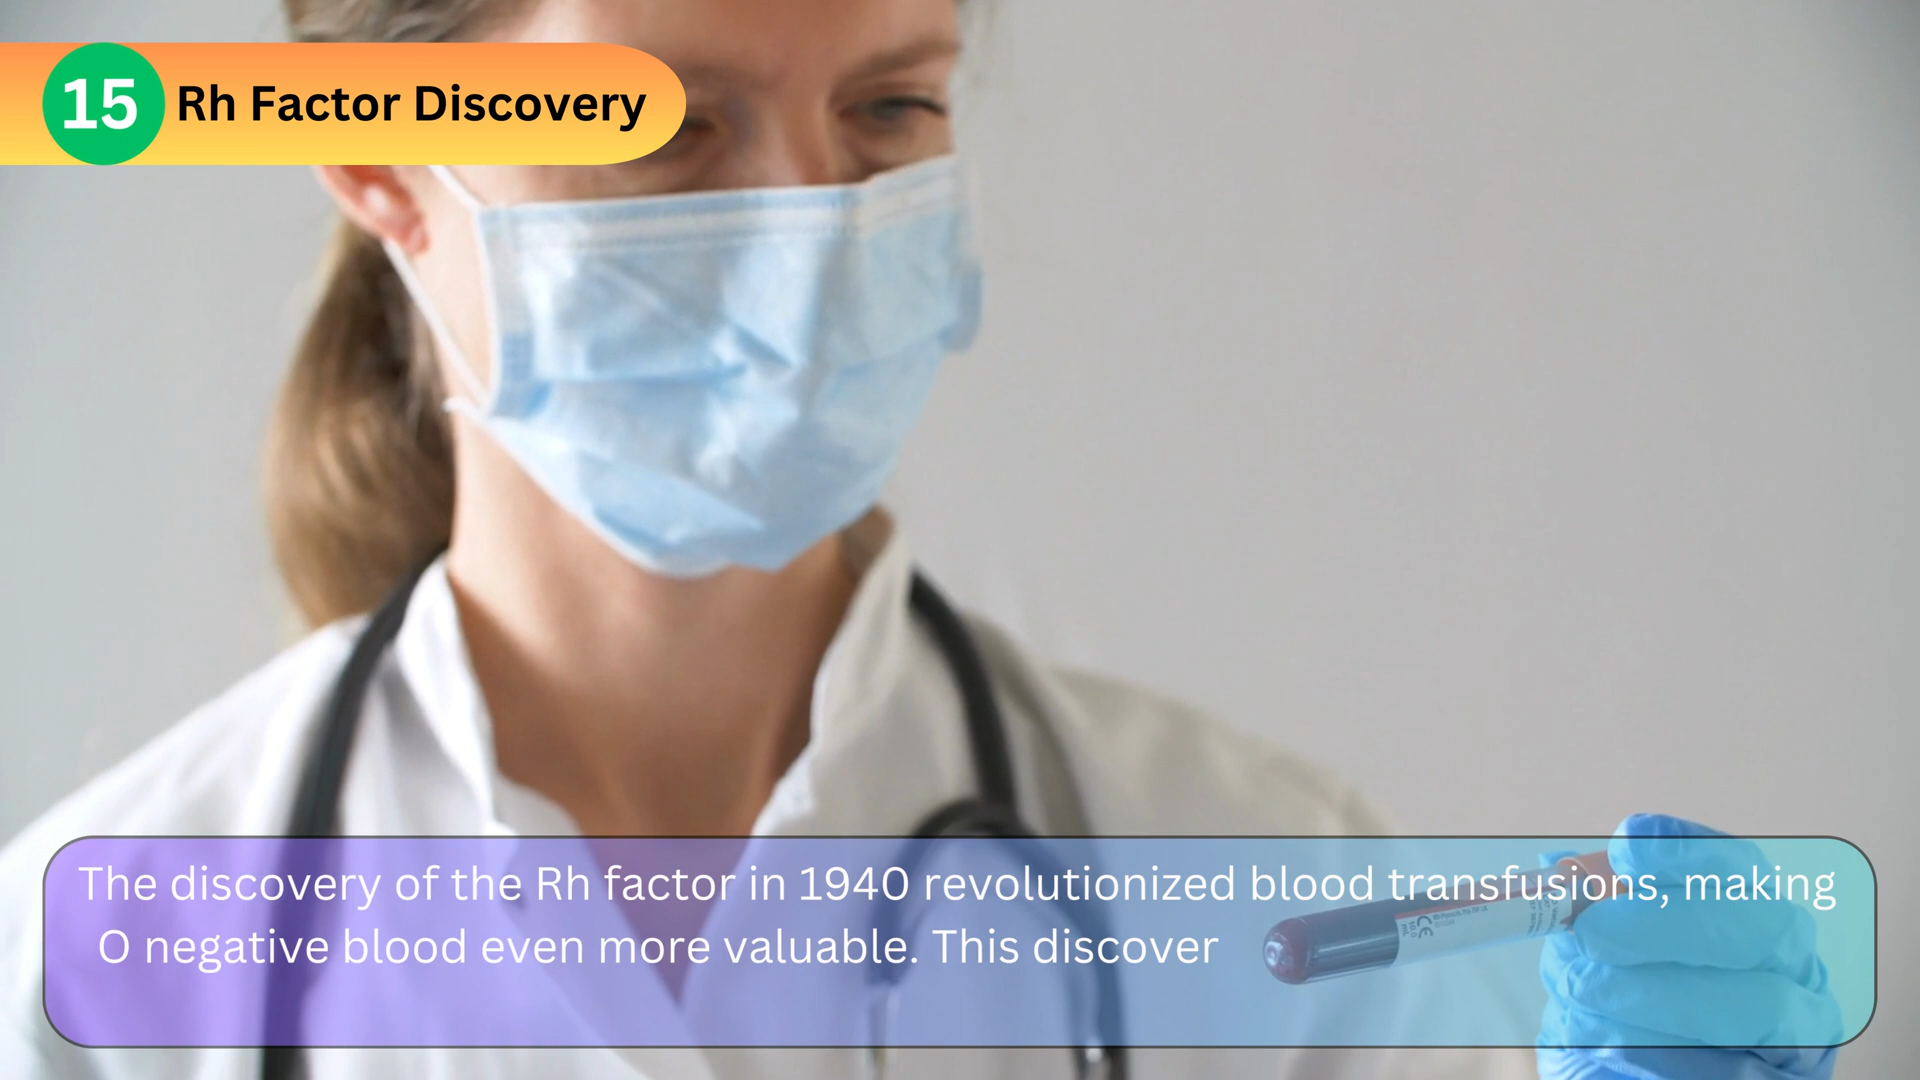 15 Rh Factor Discovery
The discovery of the Rh factor in 1940 revolutionized blood transfusions, making
O negative blood even more valuable. This discover